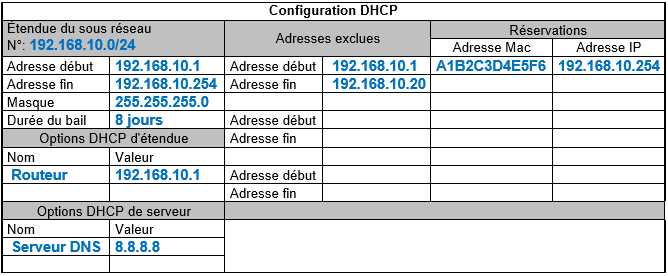 Configuration DHCP
Étendue du sous réseau
N°: 192.168.10.0/24
Adresses exclues
Réservations
Adresse Mac Adresse IP
Adresse début 192.168.10.1 Adresse début 192.168.10.1 A1B2C3D4E5F6 192.168.10.254
Adresse fin 192.168.10.254 Adresse fin 192.168.10.20
Masque 255.255.255.0
Durée du bail 8 jours Adresse début
Options DHCP d'étendue Adresse fin
Nom Valeur
Routeur 192.168.10.1 Adresse début
Adresse fin
Options DHCP de serveur
Nom Valeur
Serveur DNS 8.8.8.8